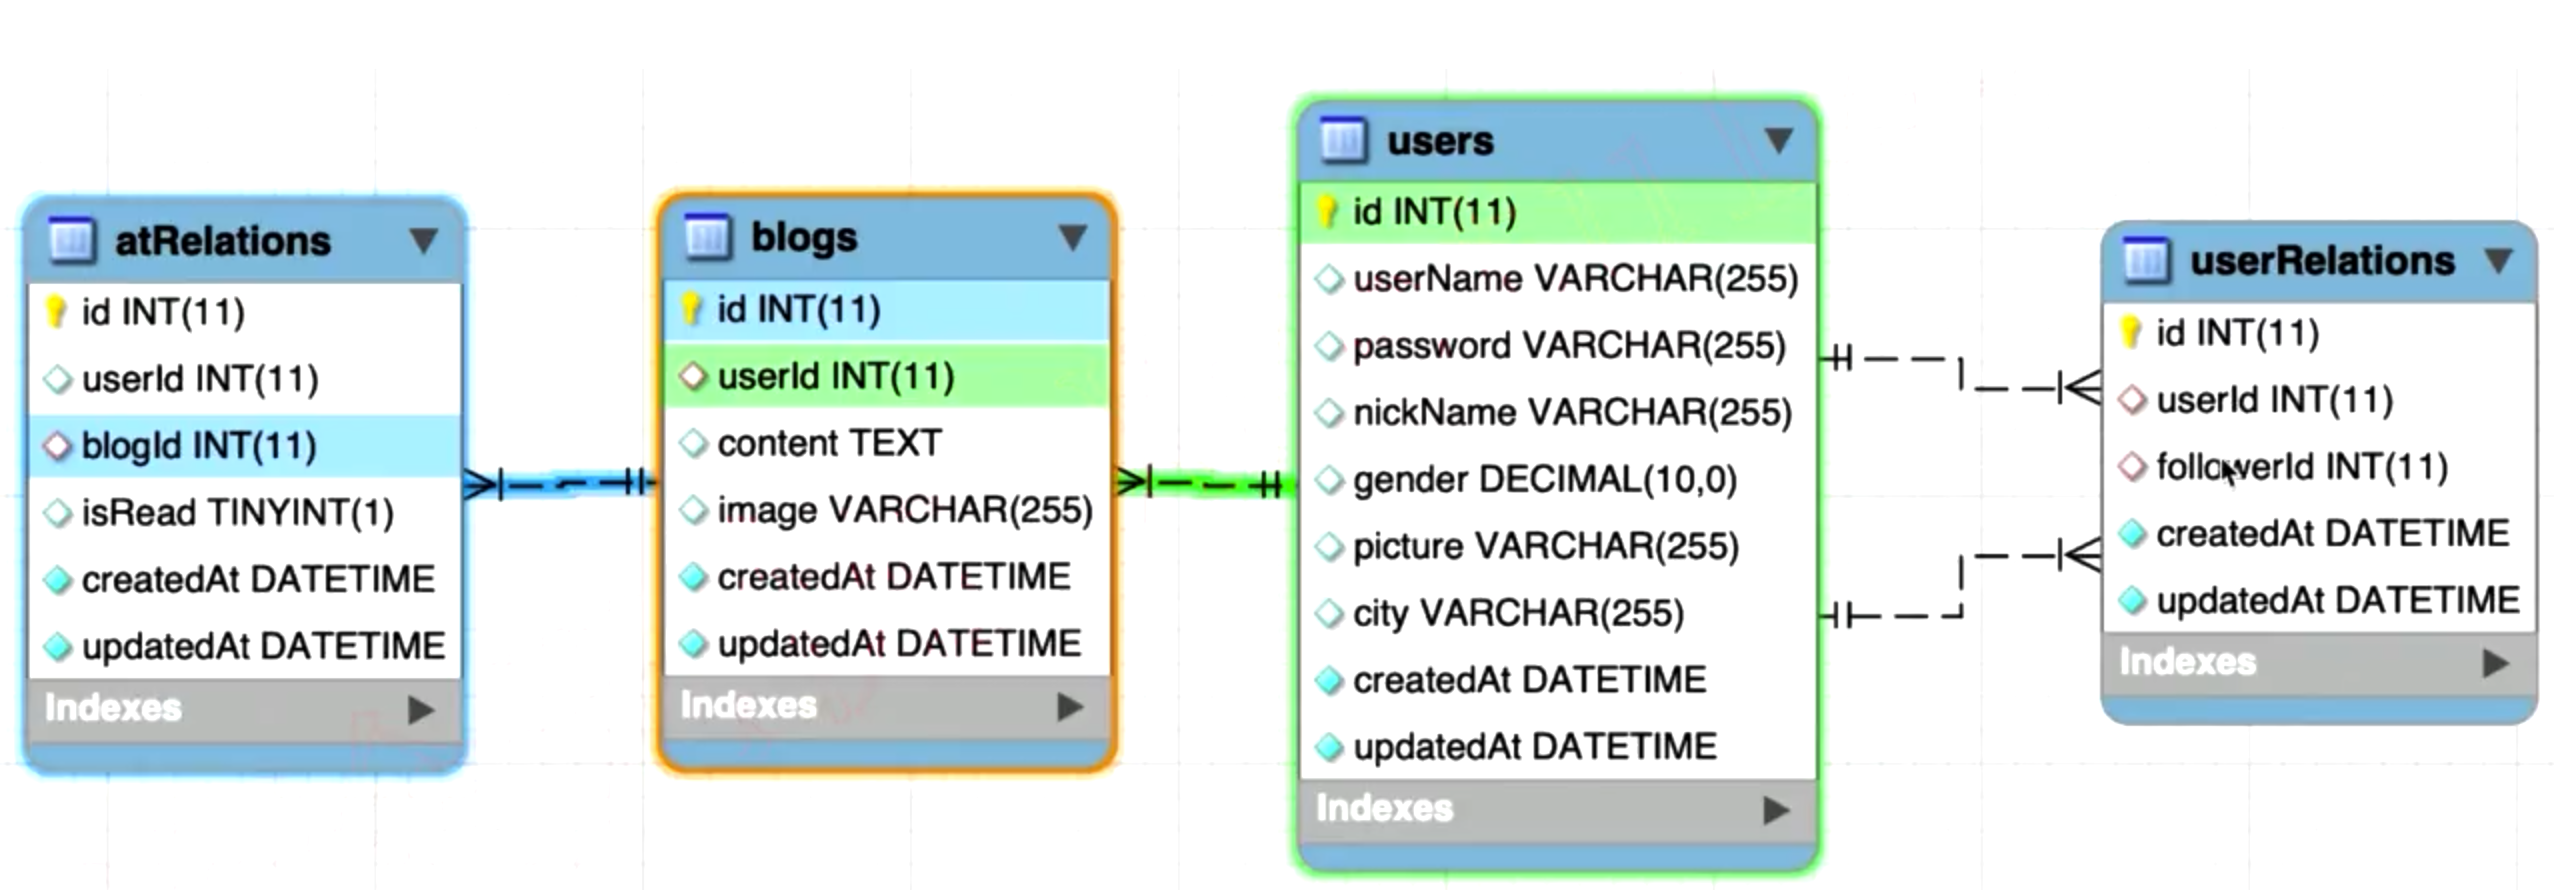 atRelations
id INT(11)
userId INT(11)
blogId INT(11)
isRead TINYINT(1)
createdAt DATETIME
updatedAt DATETIME
Indexes
blogs
id INT(11)
userId INT(11)
content TEXT
image VARCHAR(255)
createdAt DATETIME
updatedAt DATETIME
Indexes
users
id INT(11)
userName VARCHAR(255)
password VARCHAR(255)
nickName VARCHAR(255)
gender DECIMAL(10,0)
picture VARCHAR(255)
city VARCHAR(255)
createdAt DATETIME
updatedAt DATETIME
Indexes
userRelations
id INT(11)
userId INT(11)
followerId INT(11)
createdAt DATETIME
updatedAt DATETIME
Indexes